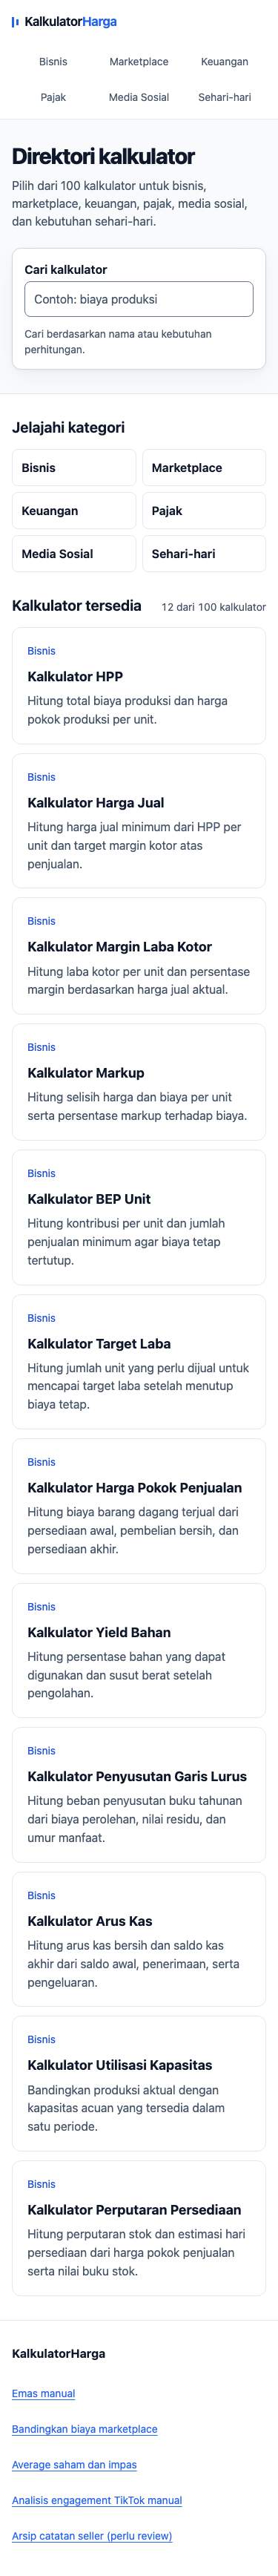 KalkulatorHarga
Bisnis Marketplace Keuangan
Pajak Media Sosial Sehari-hari
Direktori kalkulator
Pilih dari 100 kalkulator untuk bisnis,
marketplace, keuangan, pajak, media sosial,
dan kebutuhan sehari-hari.
Cari kalkulator
Contoh: biaya produksi
Cari berdasarkan nama atau kebutuhan
perhitungan.
Jelajahi kategori
Bisnis Marketplace
Keuangan Pajak
Media Sosial Sehari-hari
Kalkulator tersedia 12 dari 100 kalkulator
Bisnis
Kalkulator HPP
Hitung total biaya produksi dan harga
pokok produksi per unit.
Bisnis
Kalkulator Harga Jual
Hitung harga jual minimum dari HPP per
unit dan target margin kotor atas
penjualan.
Bisnis
Kalkulator Margin Laba Kotor
Hitung laba kotor per unit dan persentase
margin berdasarkan harga jual aktual.
Bisnis
Kalkulator Markup
Hitung selisih harga dan biaya per unit
serta persentase markup terhadap biaya.
Bisnis
Kalkulator BEP Unit
Hitung kontribusi per unit dan jumlah
penjualan minimum agar biaya tetap
tertutup.
Bisnis
Kalkulator Target Laba
Hitung jumlah unit yang perlu dijual untuk
mencapai target laba setelah menutup
biaya tetap.
Bisnis
Kalkulator Harga Pokok Penjualan
Hitung biaya barang dagang terjual dari
persediaan awal, pembelian bersih, dan
persediaan akhir.
Bisnis
Kalkulator Yield Bahan
Hitung persentase bahan yang dapat
digunakan dan susut berat setelah
pengolahan.
Bisnis
Kalkulator Penyusutan Garis Lurus
Hitung beban penyusutan buku tahunan
dari biaya perolehan, nilai residu, dan
umur manfaat.
Bisnis
Kalkulator Arus Kas
Hitung arus kas bersih dan saldo kas
akhir dari saldo awal, penerimaan, serta
pengeluaran.
Bisnis
Kalkulator Utilisasi Kapasitas
Bandingkan produksi aktual dengan
kapasitas acuan yang tersedia dalam
satu periode.
Bisnis
Kalkulator Perputaran Persediaan
Hitung perputaran stok dan estimasi hari
persediaan dari harga pokok penjualan
serta nilai buku stok.
KalkulatorHarga
Emas manual
Bandingkan biaya marketplace
Average saham dan impas
Analisis engagement TikTok manual
Arsip catatan seller (perlu review)